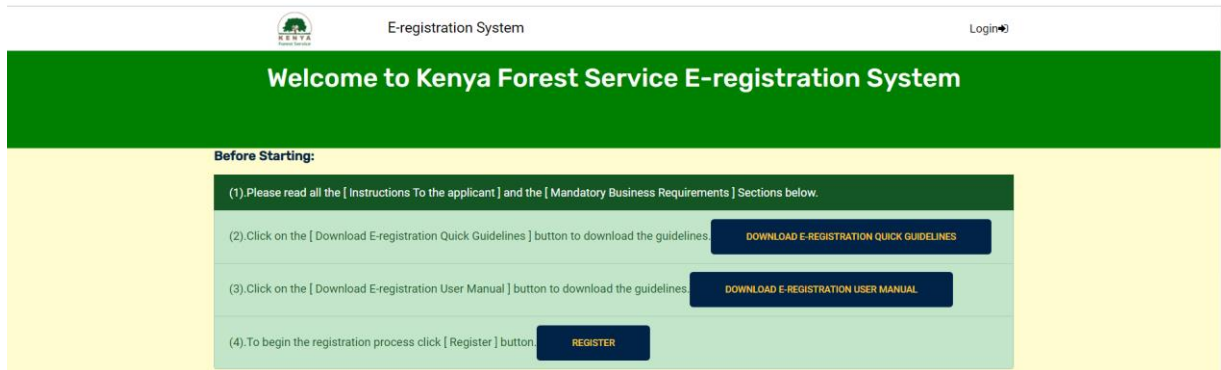 KENYA
Forest Service
E-registration System
Login
Welcome to Kenya Forest Service E-registration System
Before Starting:
(1).Please read all the [ Instructions To the applicant ] and the [ Mandatory Business Requirements ] Sections below.
(2).Click on the [ Download E-registration Quick Guidelines ] button to download the guidelines. DOWNLOAD E-REGISTRATION QUICK GUIDELINES
(3).Click on the [ Download E-registration User Manual ] button to download the guidelines. DOWNLOAD E-REGISTRATION USER MANUAL
(4).To begin the registration process click [ Register ] button. REGISTER